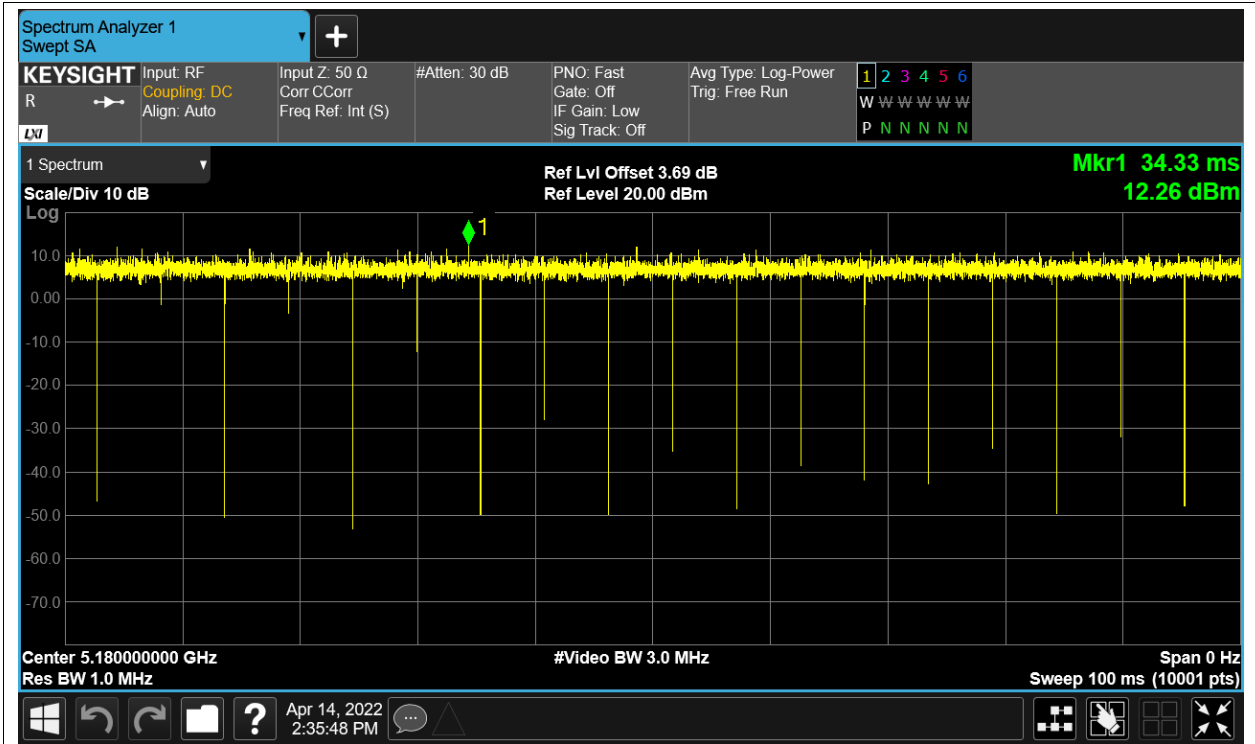 Spectrum Analyzer 1
Swept SA
KEYSIGHT Input: RF Input Z: 50 Ω #Atten: 30 dB PNO: Fast Avg Type: Log-Power 1 2 3 4 5 6
R Coupling: DC Corr CCorr Gate: Off Trig: Free Run W W W W W W
Align: Auto Freq Ref: Int (S) IF Gain: Low
LXI Sig Track: Off P N N N N N
1 Spectrum Ref Lvl Offset 3.69 dB Mkr1 34.33 ms
Scale/Div 10 dB Ref Level 20.00 dBm 12.26 dBm
Log
1
10.0
0.00
-10.0
-20.0
-30.0
-40.0
-50.0
-60.0
-70.0
Center 5.180000000 GHz #Video BW 3.0 MHz Span 0 Hz
Res BW 1.0 MHz Sweep 100 ms (10001 pts)
? Apr 14, 2022
2:35:48 PM